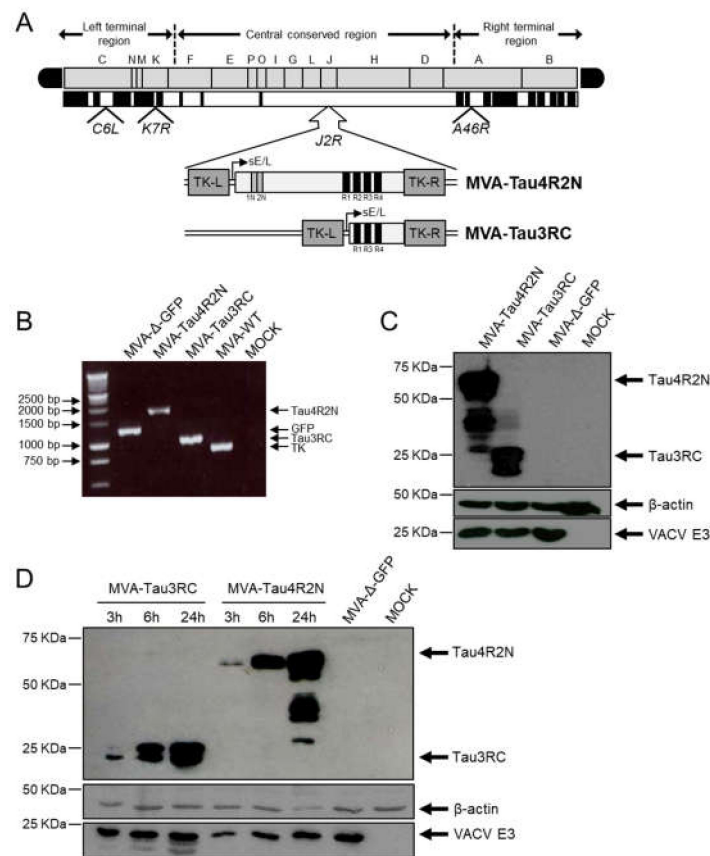 A
Left terminal region
Central conserved region
Right terminal region
C N M K F E P O I G L J H D A B
C6L K7R J2R A46R
TK-L sE/L 1N 2N R1 R2 R3 R4 TK-R MVA-Tau4R2N
TK-L sE/L R1 R3 R4 TK-R MVA-Tau3RC
B
MVA-Δ-GFP
MVA-Tau4R2N
MVA-Tau3RC
MVA-WT
MOCK
2500 bp
2000 bp
1500 bp
1000 bp
750 bp
Tau4R2N
GFP
Tau3RC
TK
C
MVA-Tau4R2N
MVA-Tau3RC
MVA-Δ-GFP
MOCK
75 KDa
50 KDa
25 KDa
50 KDa
25 KDa
Tau4R2N
Tau3RC
β-actin
VACV E3
D
MVA-Tau3RC MVA-Tau4R2N
3h 6h 24h 3h 6h 24h
MVA-Δ-GFP
MOCK
75 KDa
50 KDa
25 KDa
50 KDa
25 KDa
Tau4R2N
Tau3RC
β-actin
VACV E3